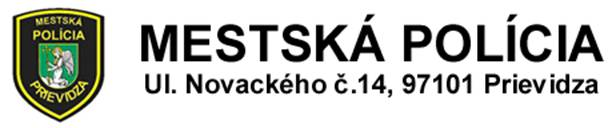 MESTSKÁ
POLÍCIA
PRIEVIDZA
MESTSKÁ POLÍCIA
Ul. Novackého č.14, 97101 Prievidza